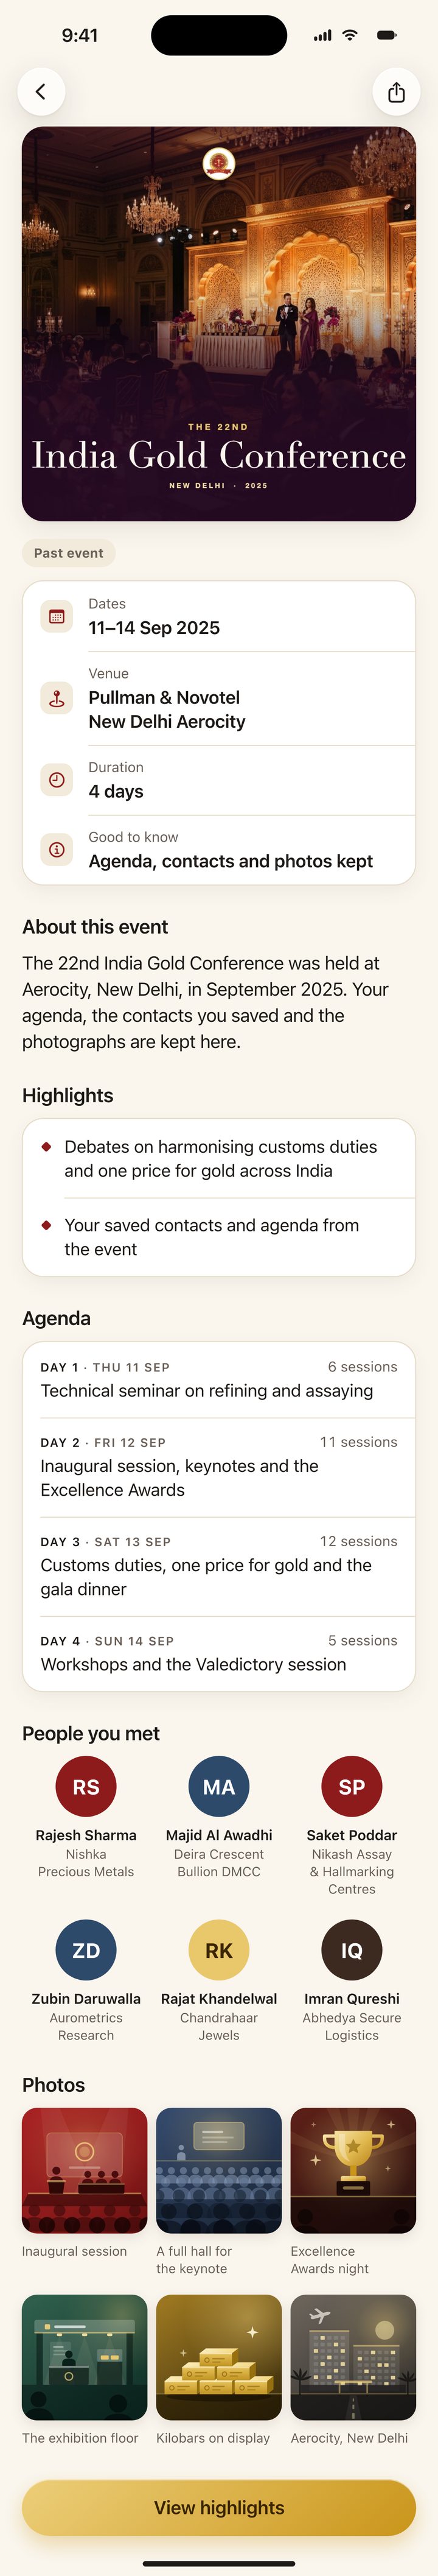 9:41
THE 22ND
India Gold Conference
NEW DELHI · 2025
Past event
Dates
11–14 Sep 2025
Venue
Pullman & Novotel
New Delhi Aerocity
Duration
4 days
Good to know
Agenda, contacts and photos kept
About this event
The 22nd India Gold Conference was held at
Aerocity, New Delhi, in September 2025. Your
agenda, the contacts you saved and the
photographs are kept here.
Highlights
Debates on harmonising customs duties
and one price for gold across India
Your saved contacts and agenda from
the event
Agenda
DAY 1 · THU 11 SEP 6 sessions
Technical seminar on refining and assaying
DAY 2 · FRI 12 SEP 11 sessions
Inaugural session, keynotes and the
Excellence Awards
DAY 3 · SAT 13 SEP 12 sessions
Customs duties, one price for gold and the
gala dinner
DAY 4 · SUN 14 SEP 5 sessions
Workshops and the Valedictory session
People you met
RS
Rajesh Sharma
Nishka
Precious Metals
MA
Majid Al Awadhi
Deira Crescent
Bullion DMCC
SP
Saket Poddar
Nikash Assay
& Hallmarking
Centres
ZD
Zubin Daruwalla
Aurometrics
Research
RK
Rajat Khandelwal
Chandrahaar
Jewels
IQ
Imran Qureshi
Abhedya Secure
Logistics
Photos
Inaugural session
A full hall for
the keynote
Excellence
Awards night
The exhibition floor
Kilobars on display
Aerocity, New Delhi
View highlights